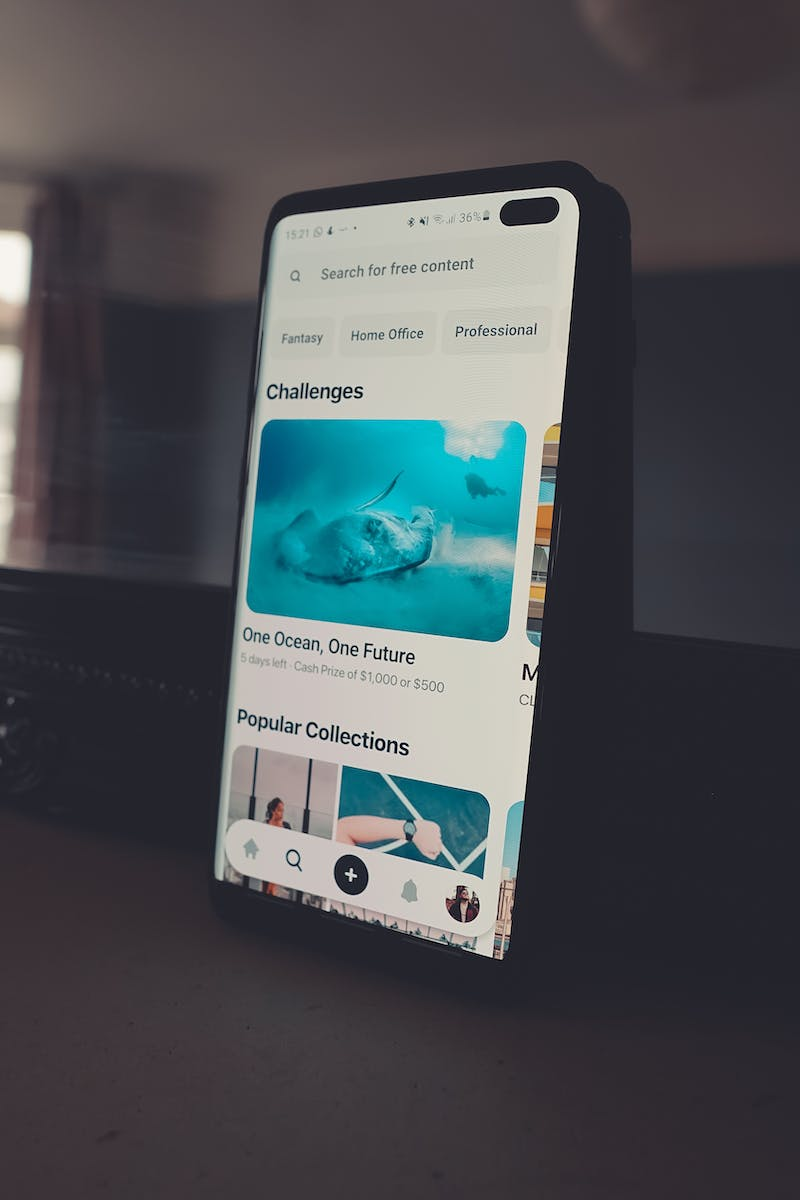 15:21
36%
Search for free content
Fantasy
Home Office
Professional
Challenges
One Ocean, One Future
5 days left · Cash Prize of $1,000 or $500
M
CL
Popular Collections